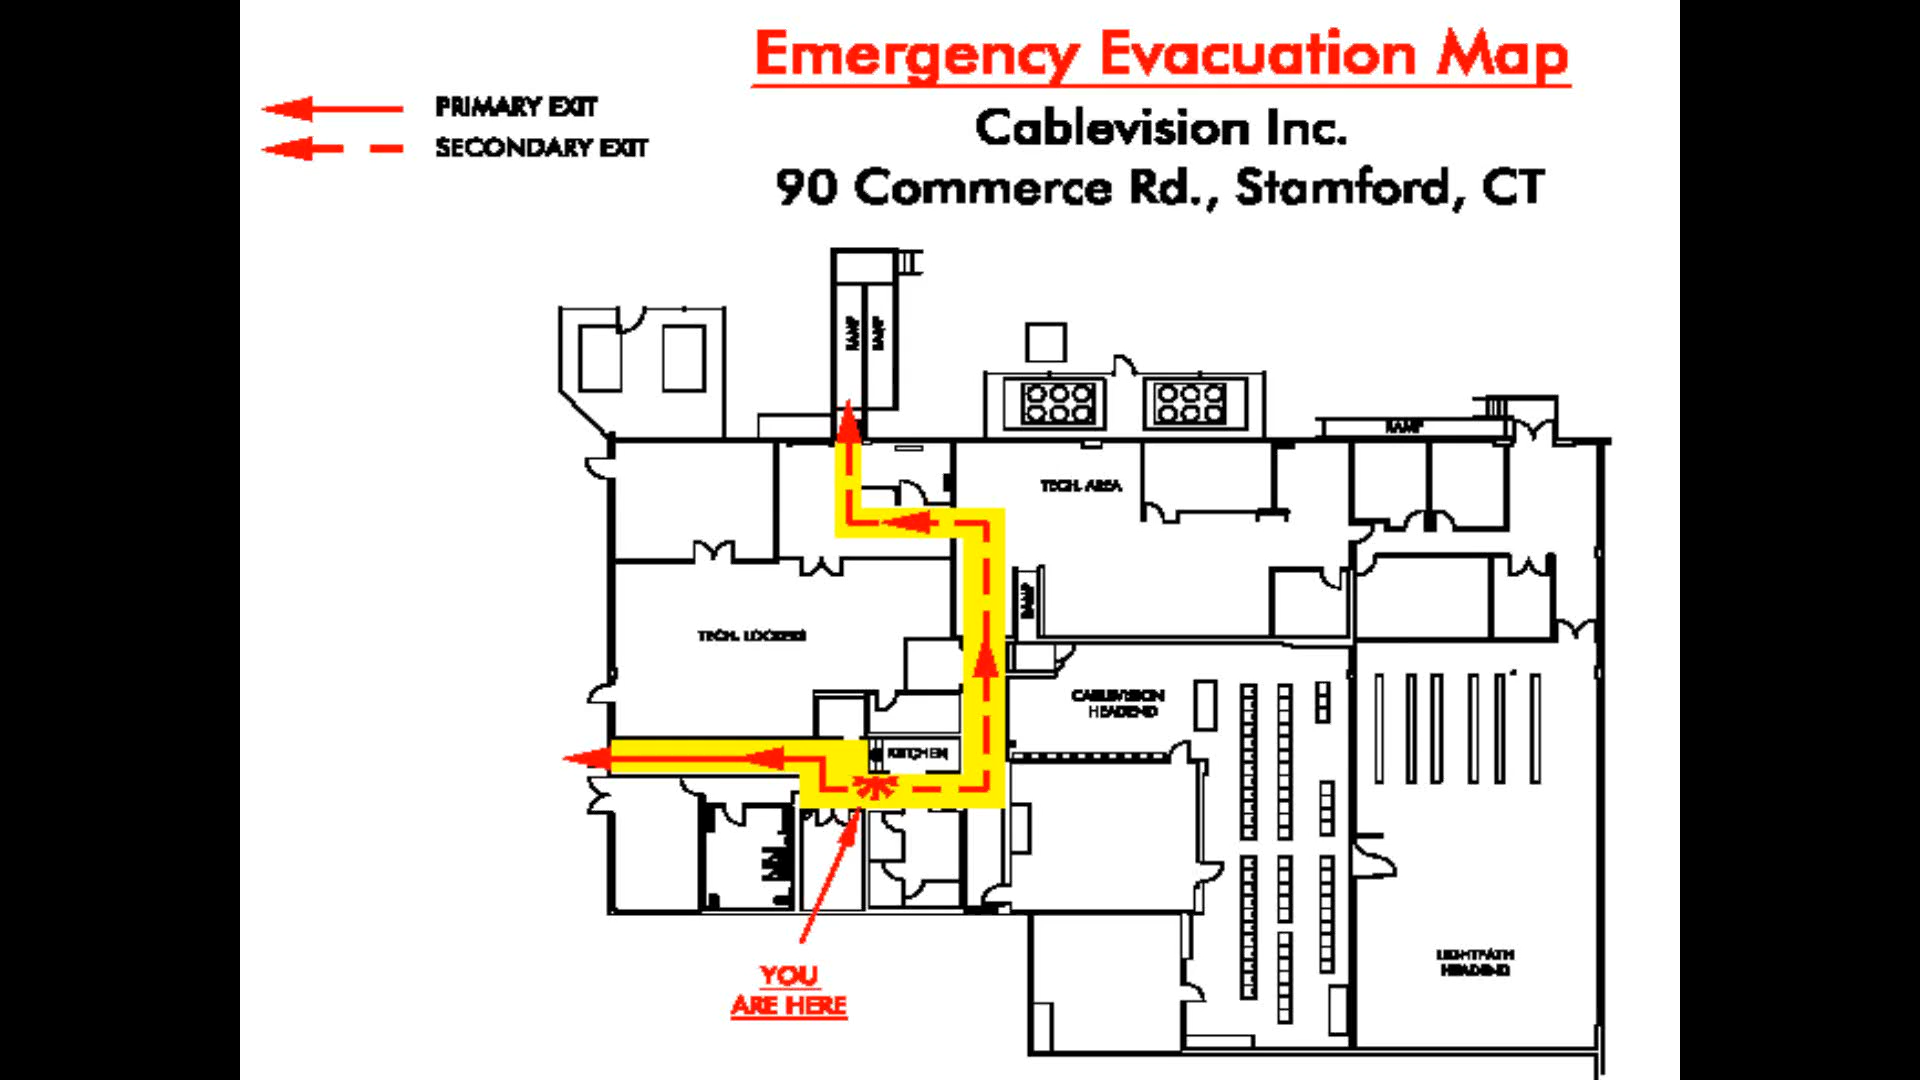 Emergency Evacuation Map
Cablevision Inc.
90 Commerce Rd., Stamford, CT
PRIMARY EXIT
SECONDARY EXIT
RAMP
RAMP
RAMP
TECH. AREA
RAMP
TECH. LOCKERS
CABLEVISION
HEADEND
KITCHEN
LIGHTPATH
HEADEND
YOU
ARE HERE